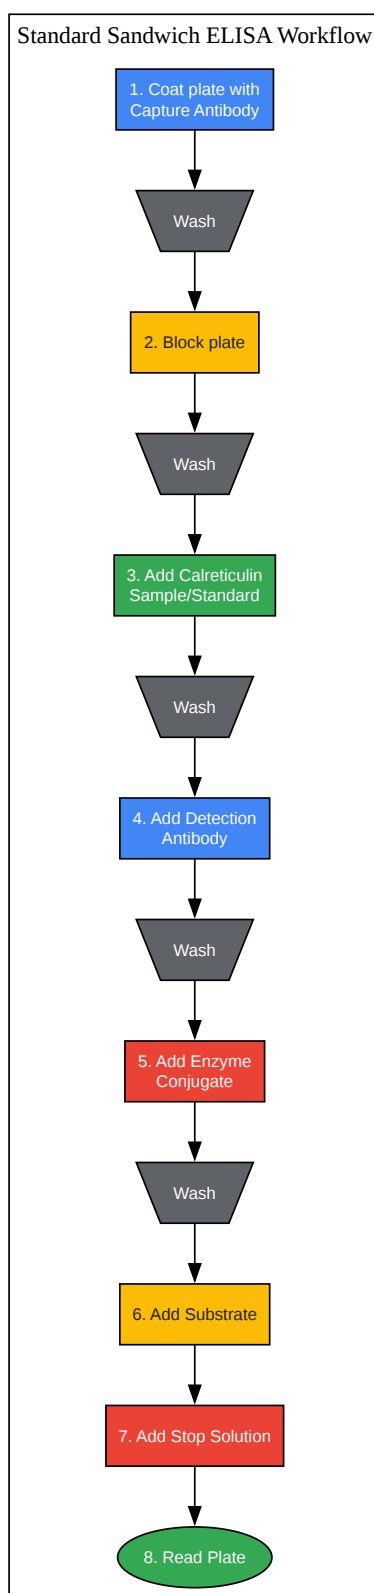 Standard Sandwich ELISA Workflow
1. Coat plate with
Capture Antibody
Wash
2. Block plate
Wash
3. Add Calreticulin
Sample/Standard
Wash
4. Add Detection
Antibody
Wash
5. Add Enzyme
Conjugate
Wash
6. Add Substrate
7. Add Stop Solution
8. Read Plate